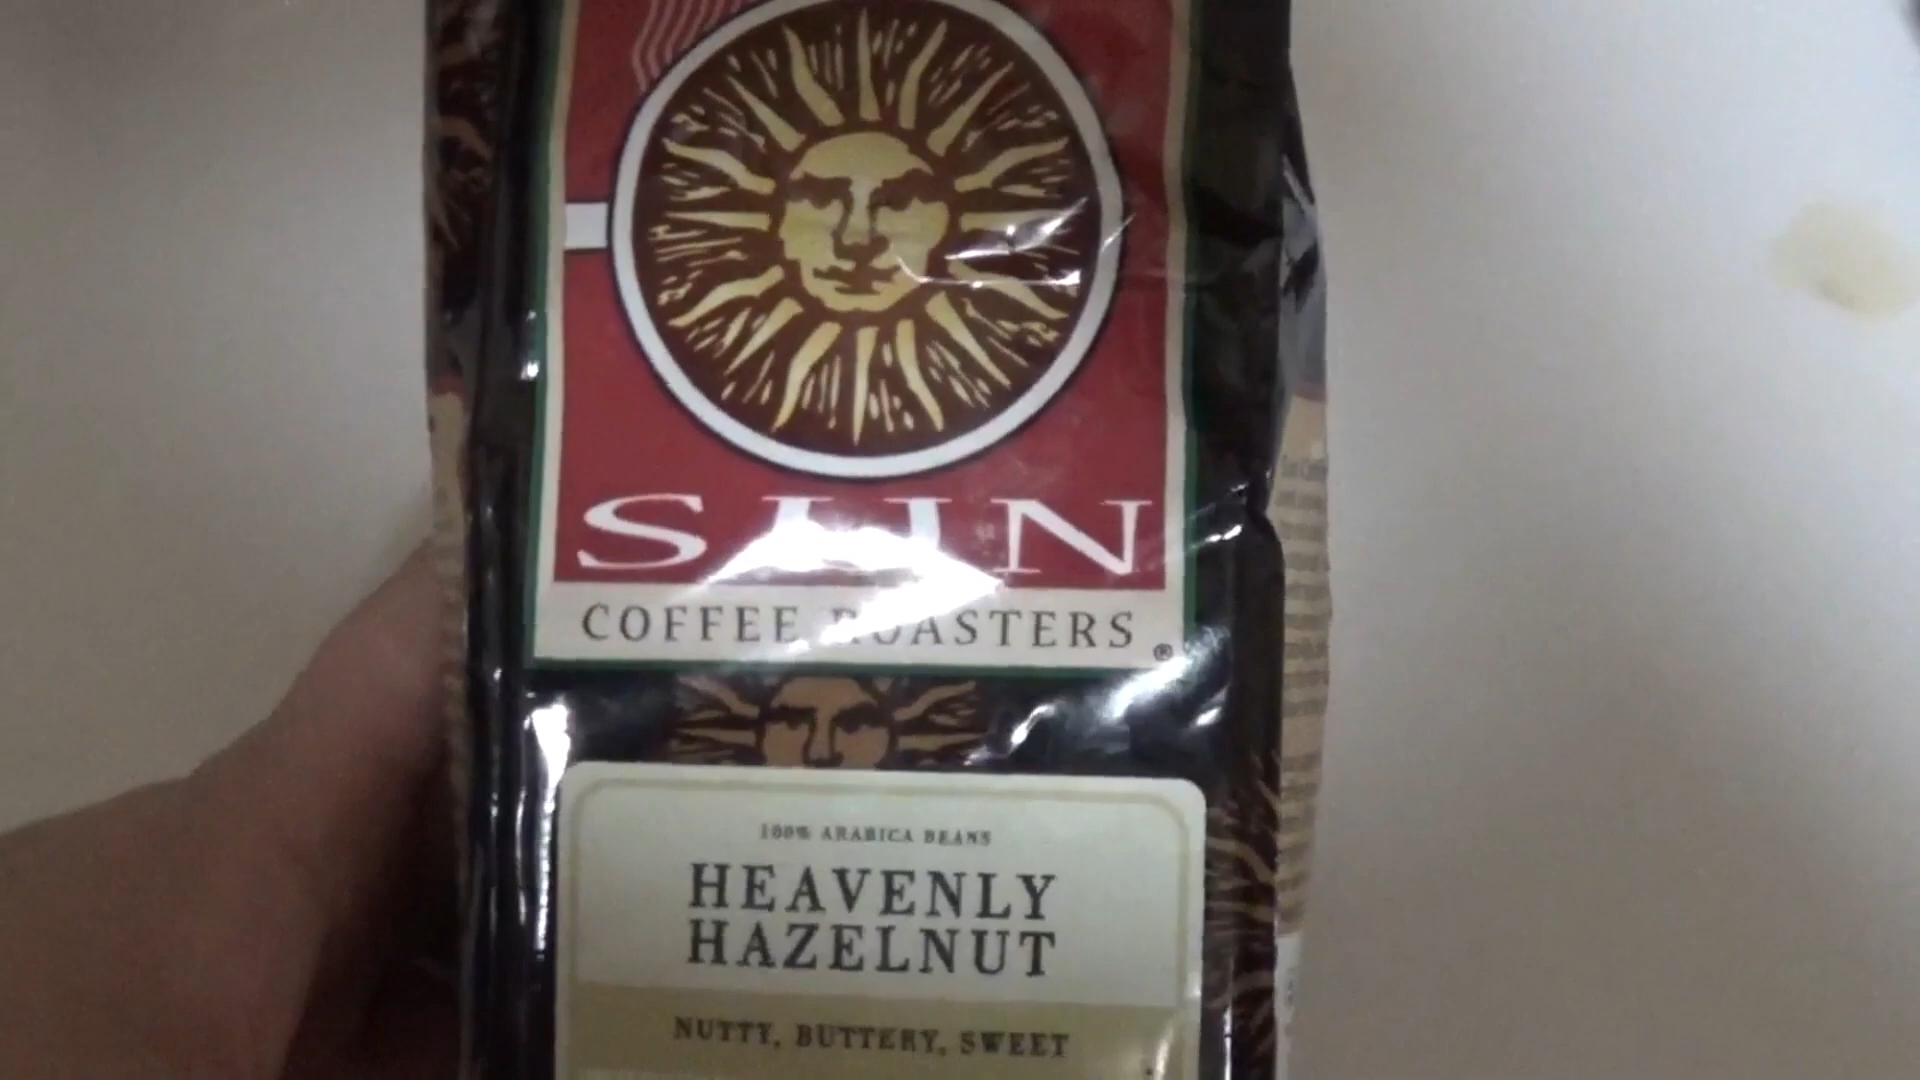 SUN
COFFEE ROASTERS ®
100% ARABICA BEANS
HEAVENLY
HAZELNUT
NUTTY, BUTTERY, SWEET